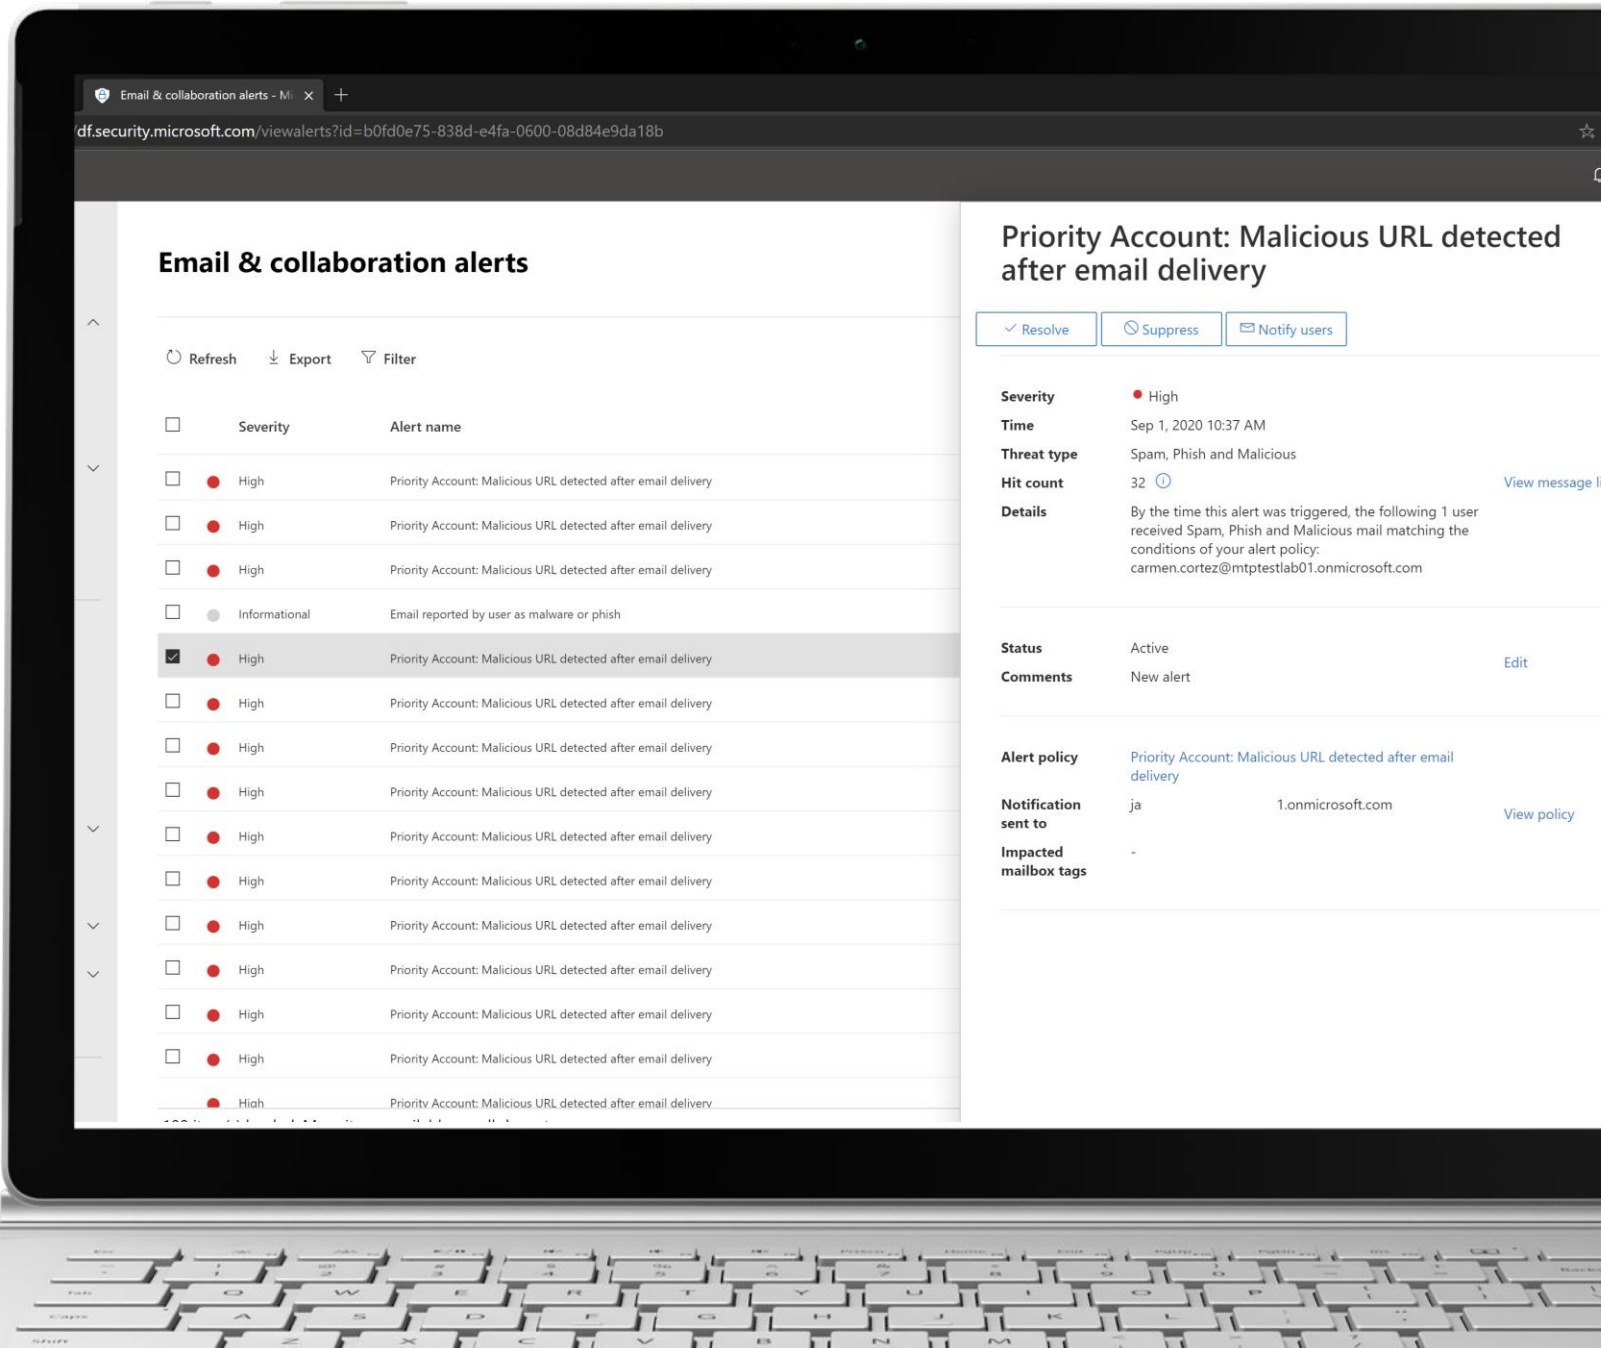 Email & collaboration alerts - Mi
df.security.microsoft.com/viewalerts?id=b0fd0e75-838d-e4fa-0600-08d84e9da18b
Email & collaboration alerts
Refresh Export Filter
Severity Alert name
High Priority Account: Malicious URL detected after email delivery
High Priority Account: Malicious URL detected after email delivery
High Priority Account: Malicious URL detected after email delivery
Informational Email reported by user as malware or phish
High Priority Account: Malicious URL detected after email delivery
High Priority Account: Malicious URL detected after email delivery
High Priority Account: Malicious URL detected after email delivery
High Priority Account: Malicious URL detected after email delivery
High Priority Account: Malicious URL detected after email delivery
High Priority Account: Malicious URL detected after email delivery
High Priority Account: Malicious URL detected after email delivery
High Priority Account: Malicious URL detected after email delivery
High Priority Account: Malicious URL detected after email delivery
High Priority Account: Malicious URL detected after email delivery
High Priority Account: Malicious URL detected after email delivery
Priority Account: Malicious URL detected
after email delivery
Resolve Suppress Notify users
Severity High
Time Sep 1, 2020 10:37 AM
Threat type Spam, Phish and Malicious
Hit count 32 View message li
Details By the time this alert was triggered, the following 1 user
received Spam, Phish and Malicious mail matching the
conditions of your alert policy:
carmen.cortez@mtptestlab01.onmicrosoft.com
Status Active
Edit
Comments New alert
Alert policy Priority Account: Malicious URL detected after email
delivery
Notification ja 1.onmicrosoft.com
View policy
sent to
Impacted -
mailbox tags
Tab Q W E R T Y U I O P
Caps A S D F G H J K L
Shift Z X C V B N M